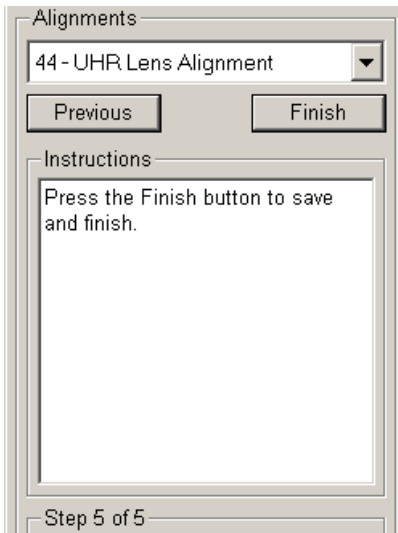 Alignments
44 - UHR Lens Alignment
Previous
Finish
Instructions
Press the Finish button to save
and finish.
Step 5 of 5